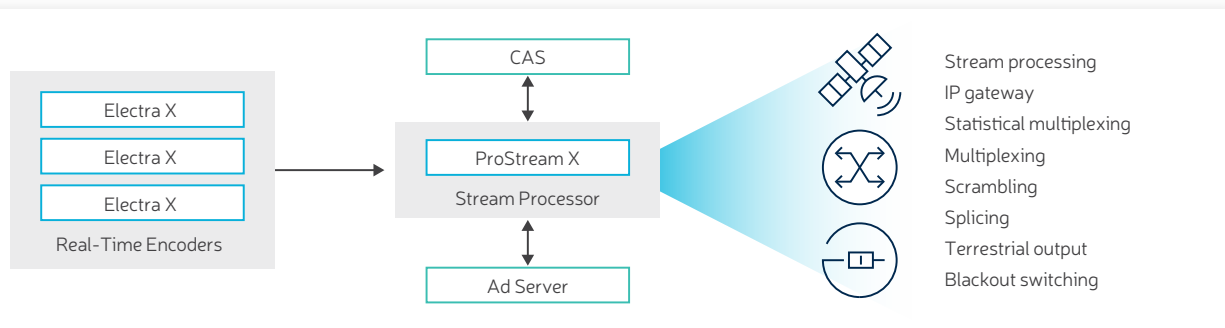 Electra X
Electra X
Electra X
Real-Time Encoders
CAS
ProStream X
Stream Processor
Ad Server
Stream processing
IP gateway
Statistical multiplexing
Multiplexing
Scrambling
Splicing
Terrestrial output
Blackout switching